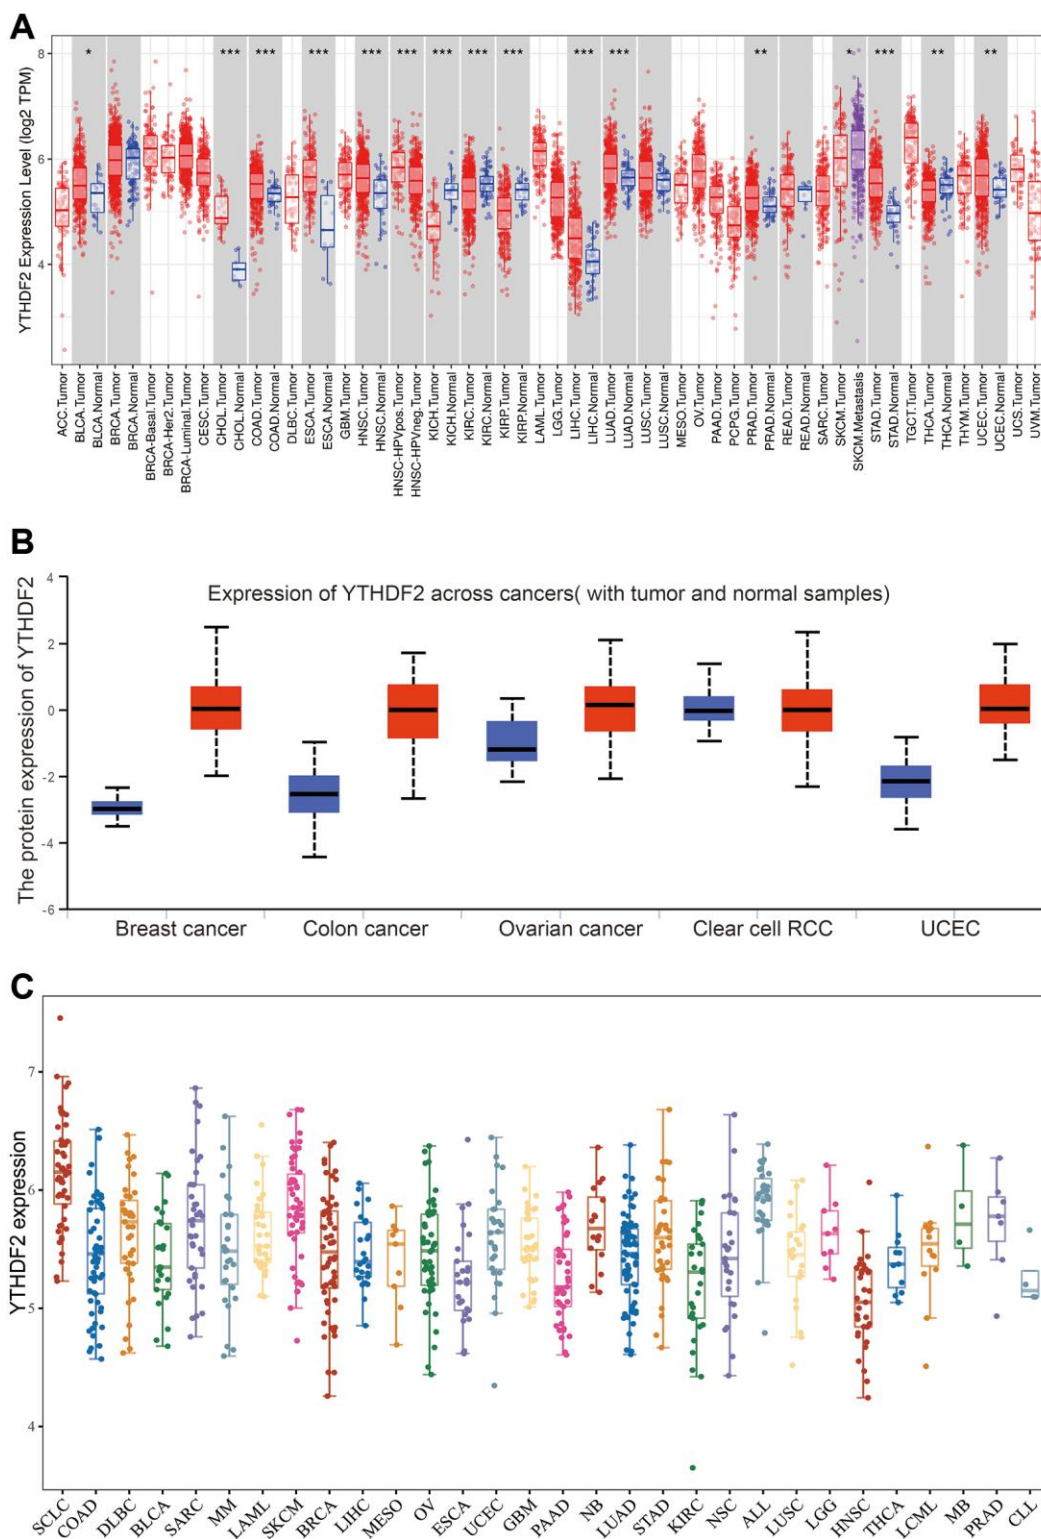 A
YTHDF2 Expression Level (log2 TPM)
8
6
4
* *** *** *** *** *** *** *** *** *** *** ** * *** ** **
ACC.Tumor
BLCA.Tumor
BLCA.Normal
BRCA.Tumor
BRCA.Normal
BRCA-Basal.Tumor
BRCA-Her2.Tumor
BRCA-Luminal.Tumor
CESC.Tumor
CHOL.Tumor
CHOL.Normal
COAD.Tumor
COAD.Normal
DLBC.Tumor
ESCA.Tumor
ESCA.Normal
GBM.Tumor
HNSC.Tumor
HNSC.Normal
HNSC-HPVpos.Tumor
HNSC-HPVneg.Tumor
KICH.Tumor
KICH.Normal
KIRC.Tumor
KIRC.Normal
KIRP.Tumor
KIRP.Normal
LAML.Tumor
LGG.Tumor
LIHC.Tumor
LIHC.Normal
LUAD.Tumor
LUAD.Normal
LUSC.Tumor
LUSC.Normal
MESO.Tumor
OV.Tumor
PAAD.Tumor
PCPG.Tumor
PRAD.Tumor
PRAD.Normal
READ.Tumor
READ.Normal
SARC.Tumor
SKCM.Tumor
SKCM.Metastasis
STAD.Tumor
STAD.Normal
TGCT.Tumor
THCA.Tumor
THCA.Normal
THYM.Tumor
UCEC.Tumor
UCEC.Normal
UCS.Tumor
UVM.Tumor
B
The protein expression of YTHDF2
Expression of YTHDF2 across cancers( with tumor and normal samples)
4
2
0
-2
-4
-6
Breast cancer Colon cancer Ovarian cancer Clear cell RCC UCEC
C
YTHDF2 expression
7
6
5
4
SCLC
COAD
DLBC
BLCA
SARC
MM
LAML
SKCM
BRCA
LIHC
MESO
OV
ESCA
UCEC
GBM
PAAD
NB
LUAD
STAD
KIRC
NSC
ALL
LUSC
LGG
HNSC
THCA
LCML
MB
PRAD
CLL